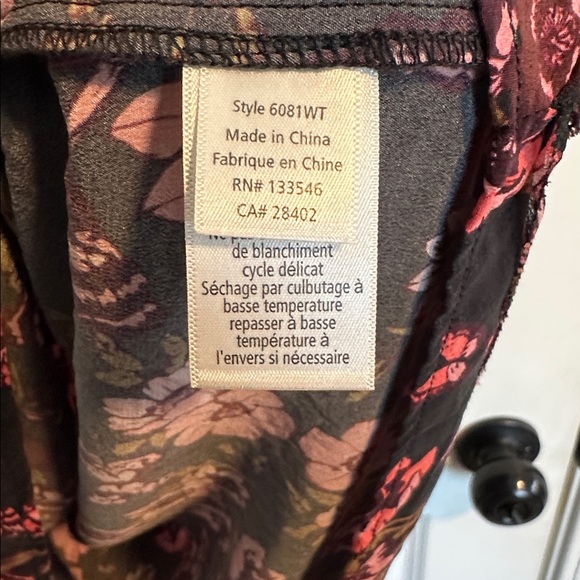 Style 6081WT
Made in China
Fabrique en Chine
RN# 133546
CA# 28402
de blanchiment
cycle délicat
Séchage par culbutage à
basse temperature
repasser à basse
température à
l'envers si nécessaire